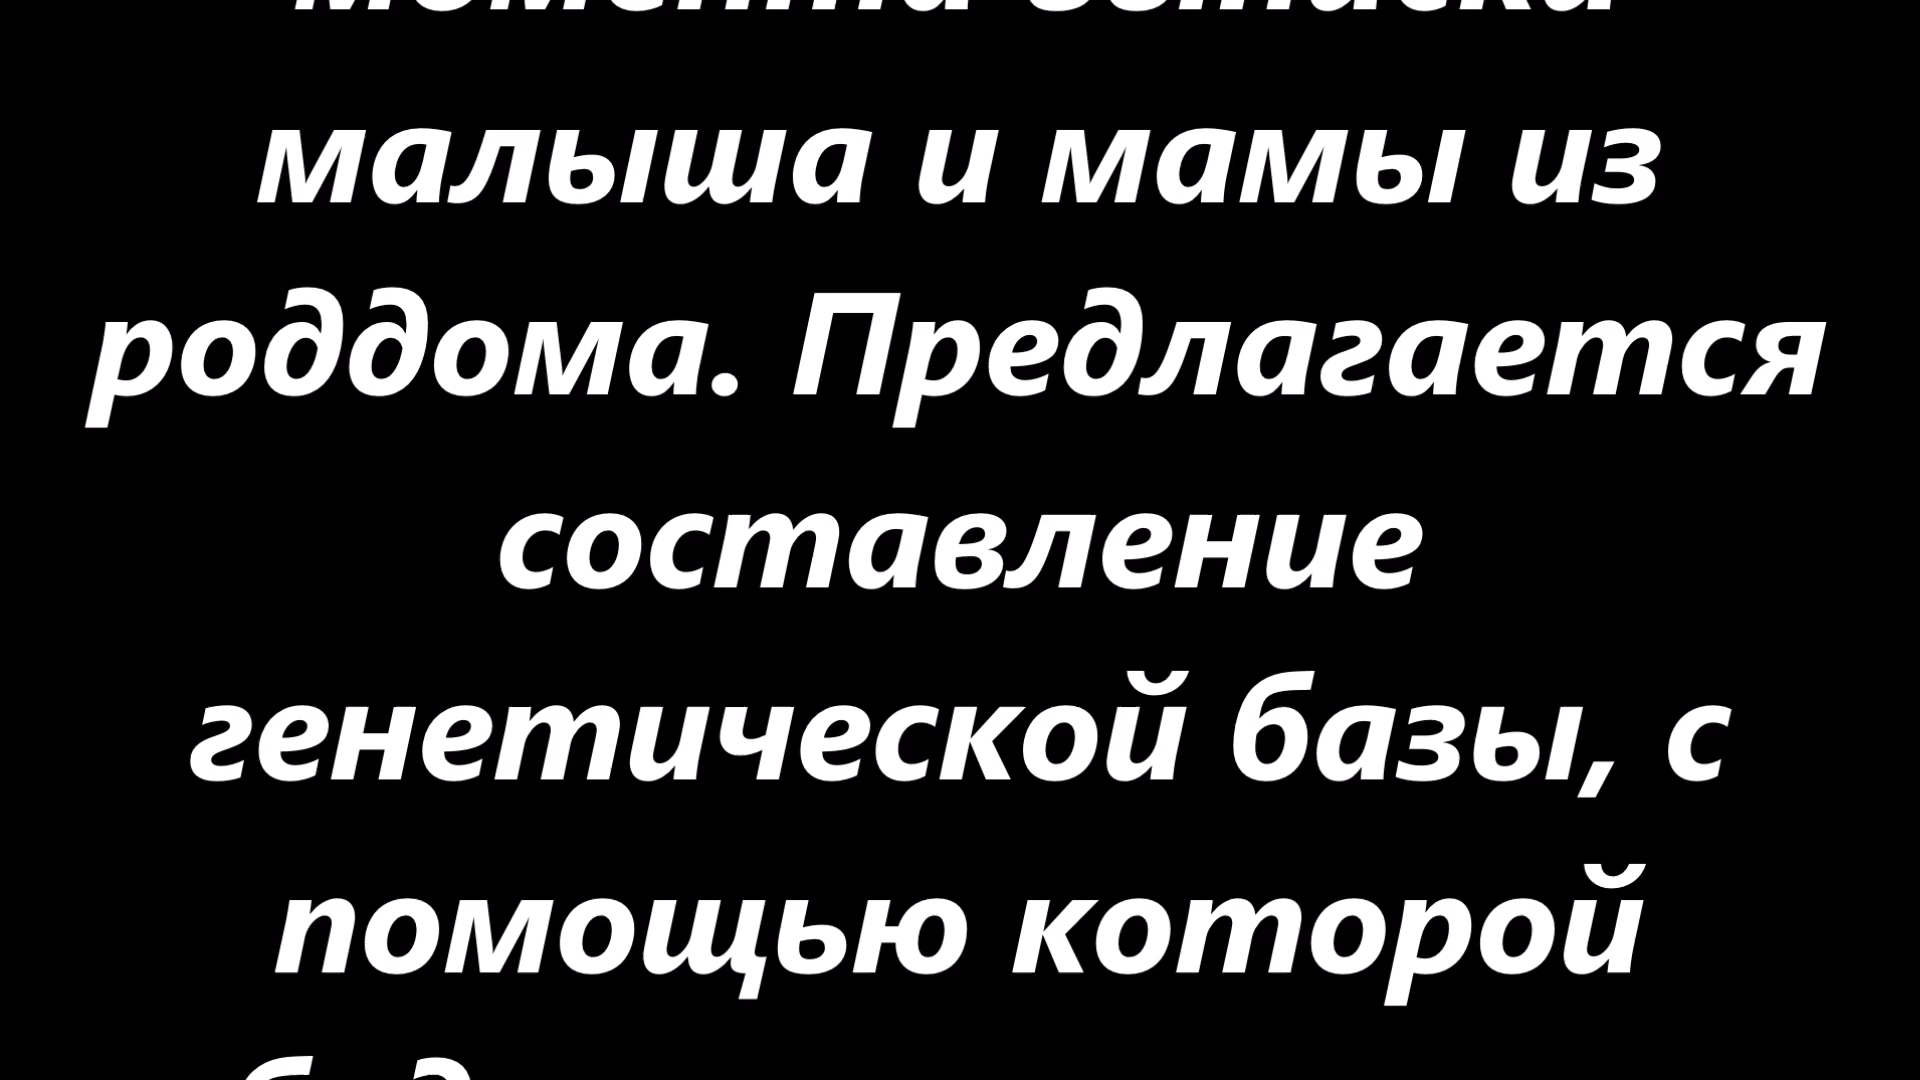 малыша и мамы из
роддома. Предлагается
составление
генетической базы, с
помощью которой